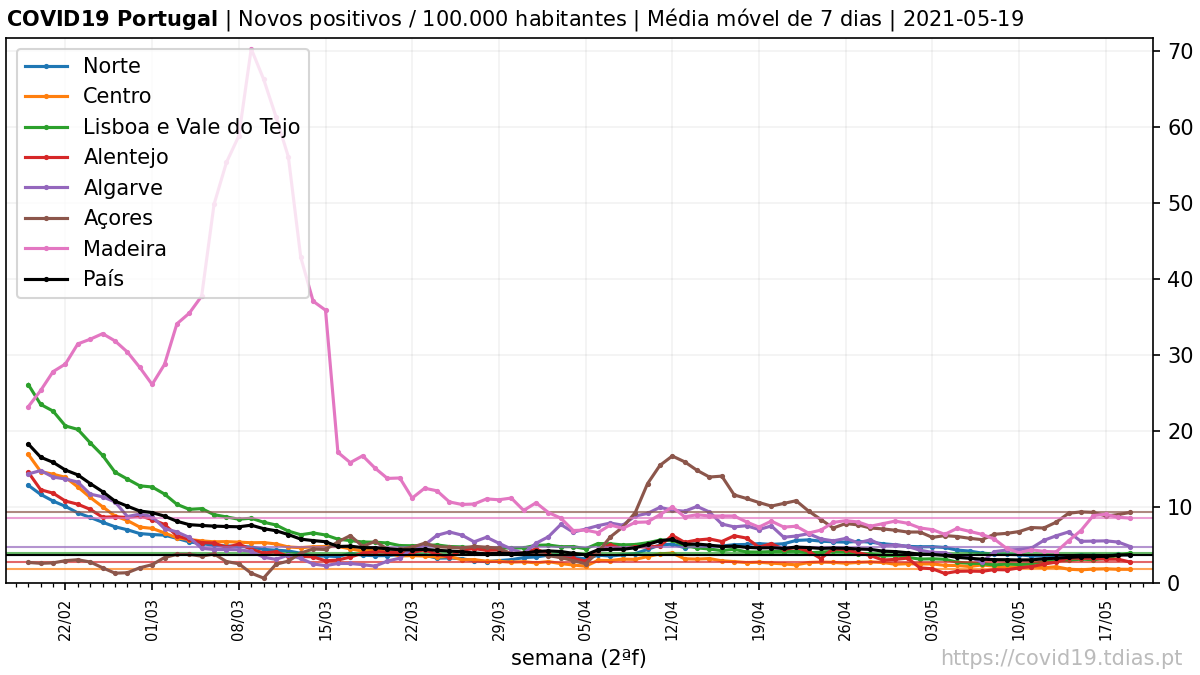 COVID19 Portugal | Novos positivos / 100.000 habitantes | Média móvel de 7 dias | 2021-05-19
Norte
Centro
Lisboa e Vale do Tejo
Alentejo
Algarve
Açores
Madeira
País
70
60
50
40
30
20
10
0
22/02
01/03
08/03
15/03
22/03
29/03
05/04
12/04
19/04
26/04
03/05
10/05
17/05
semana (2ªf)
https://covid19.tdias.pt